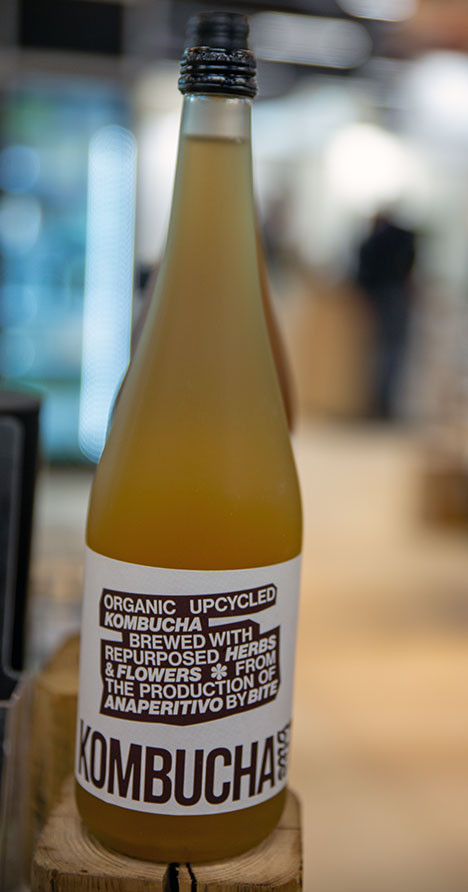 ORGANIC UPCYCLED
KOMBUCHA
BREWED WITH
REPURPOSED HERBS
& FLOWERS * FROM
THE PRODUCTION OF
ANAPERITIVO BY BITE
KOMBUCHA